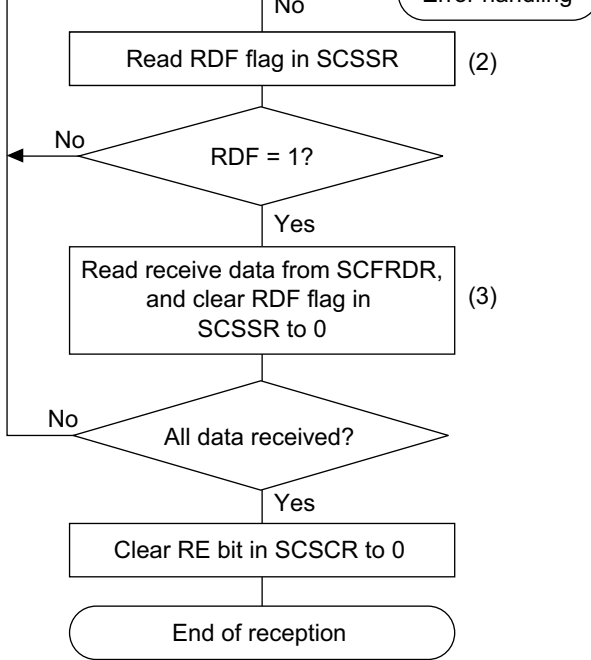 No
Error handling
Read RDF flag in SCSSR
(2)
No
RDF = 1?
Yes
Read receive data from SCFRDR,
and clear RDF flag in
SCSSR to 0
(3)
No
All data received?
Yes
Clear RE bit in SCSCR to 0
End of reception